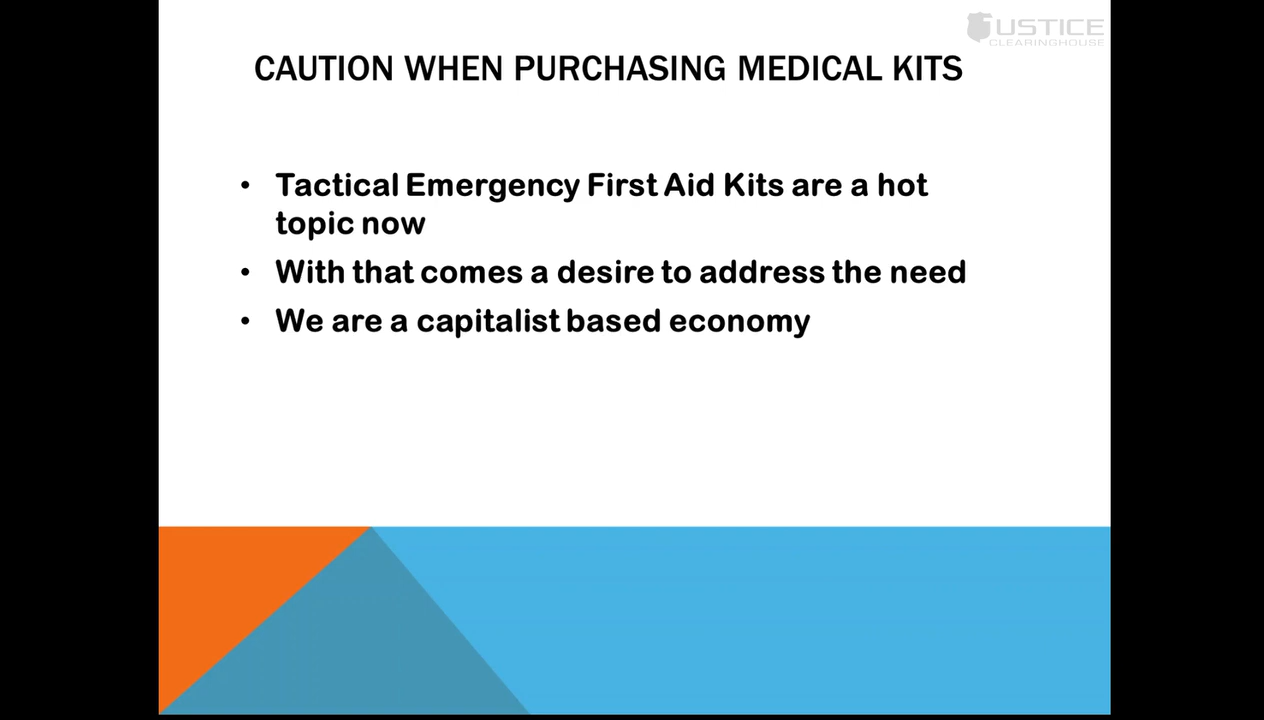 JUSTICE
CLEARINGHOUSE
CAUTION WHEN PURCHASING MEDICAL KITS
• Tactical Emergency First Aid Kits are a hot
topic now
• With that comes a desire to address the need
• We are a capitalist based economy